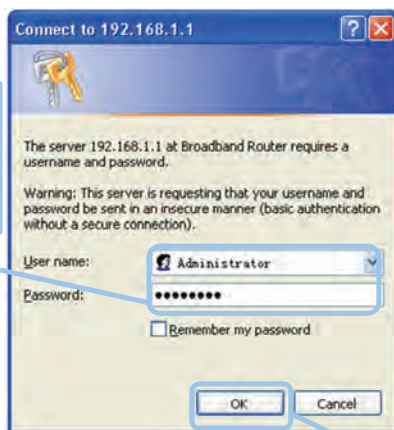 Connect to 192.168.1.1
The server 192.168.1.1 at Broadband Router requires a
username and password.
Warning: This server is requesting that your username and
password be sent in an insecure manner (basic authentication
without a secure connection).
User name:
Administrator
Password:
••••••••
Remember my password
OK
Cancel